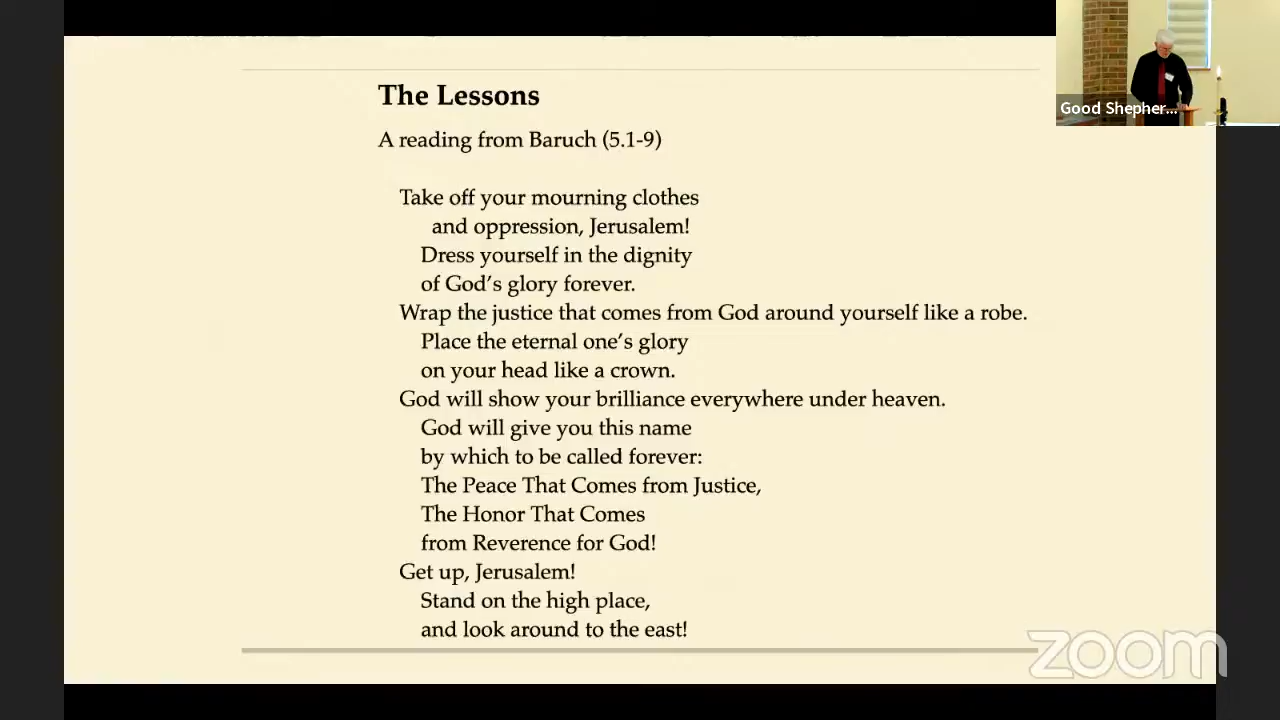 The Lessons
A reading from Baruch (5.1-9)
Take off your mourning clothes
and oppression, Jerusalem!
Dress yourself in the dignity
of God’s glory forever.
Wrap the justice that comes from God around yourself like a robe.
Place the eternal one’s glory
on your head like a crown.
God will show your brilliance everywhere under heaven.
God will give you this name
by which to be called forever:
The Peace That Comes from Justice,
The Honor That Comes
from Reverence for God!
Get up, Jerusalem!
Stand on the high place,
and look around to the east!
Good Shepher...
zoom